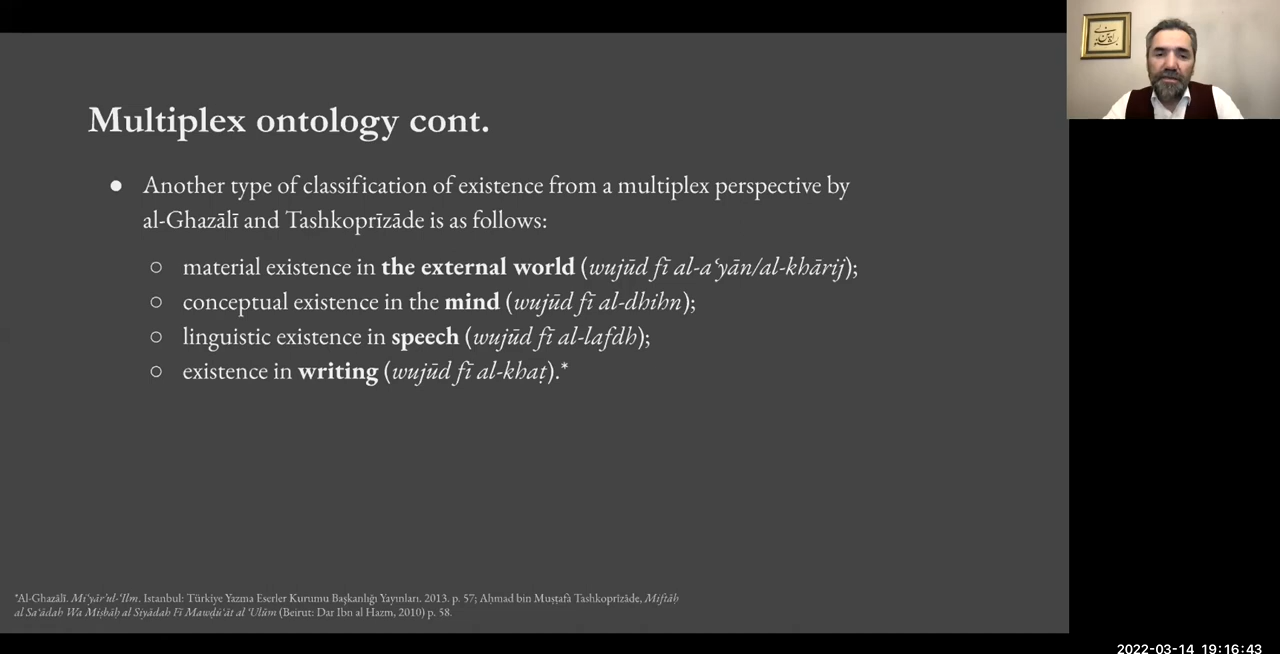 Multiplex ontology cont.
● Another type of classification of existence from a multiplex perspective by
al-Ghazālī and Tashkoprīzāde is as follows:
○ material existence in the external world (wujūd fī al-a‘yān/al-khārij);
○ conceptual existence in the mind (wujūd fī al-dhihn);
○ linguistic existence in speech (wujūd fī al-lafdh);
○ existence in writing (wujūd fī al-khaṭ).*
*Al-Ghazālī. Mi‘yār’ul-‘Ilm. Istanbul: Türkiye Yazma Eserler Kurumu Başkanlığı Yayınları. 2013. p. 57; Aḥmad bin Muṣṭafà Tashkoprīzāde, Miftāḥ
al Sa‘ādah Wa Miṣbāḥ al Siyādah Fī Mawḍū‘āt al ‘Ulūm (Beirut: Dar Ibn al Hazm, 2010) p. 58.
2022-03-14 19:16:43